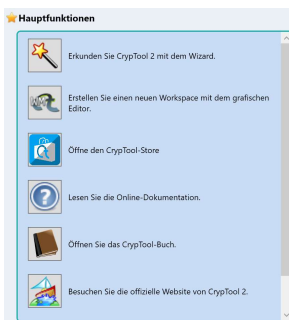 Hauptfunktionen
Erkunden Sie CrypTool 2 mit dem Wizard.
Erstellen Sie einen neuen Workspace mit dem grafischen
Editor.
Öffne den CrypTool-Store
Lesen Sie die Online-Dokumentation.
Öffnen Sie das CrypTool-Buch.
Besuchen Sie die offizielle Website von CrypTool 2.